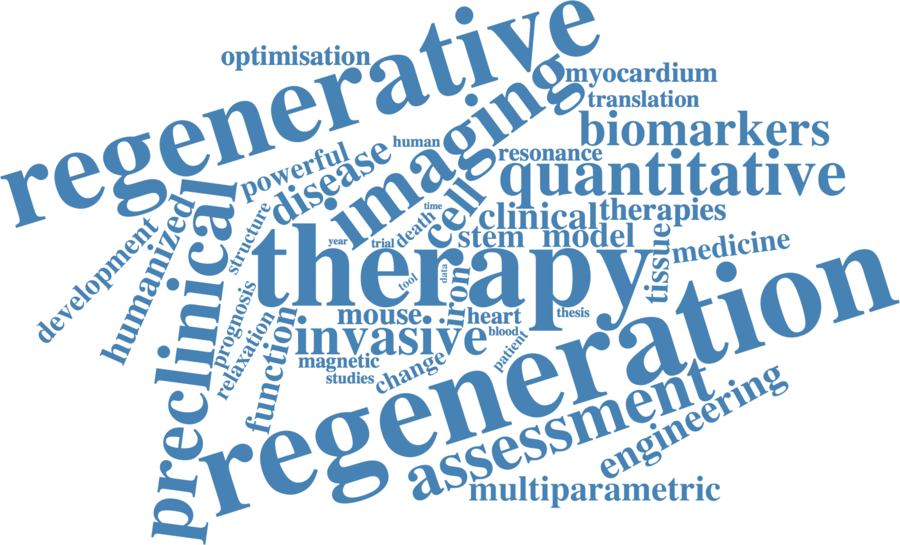 regenerative
optimisation
imaging
myocardium
translation
biomarkers
human
powerful
disease
resonance
quantitative
cell
time
clinical
therapies
death
trial
year
stem
model
tissue
medicine
preclinical
humanized
development
structure
therapy
tool
data
iron
prognosis
relaxation
function
mouse
heart
thesis
invasive
blood
patient
magnetic
studies
change
regeneration
assessment
engineering
multiparametric